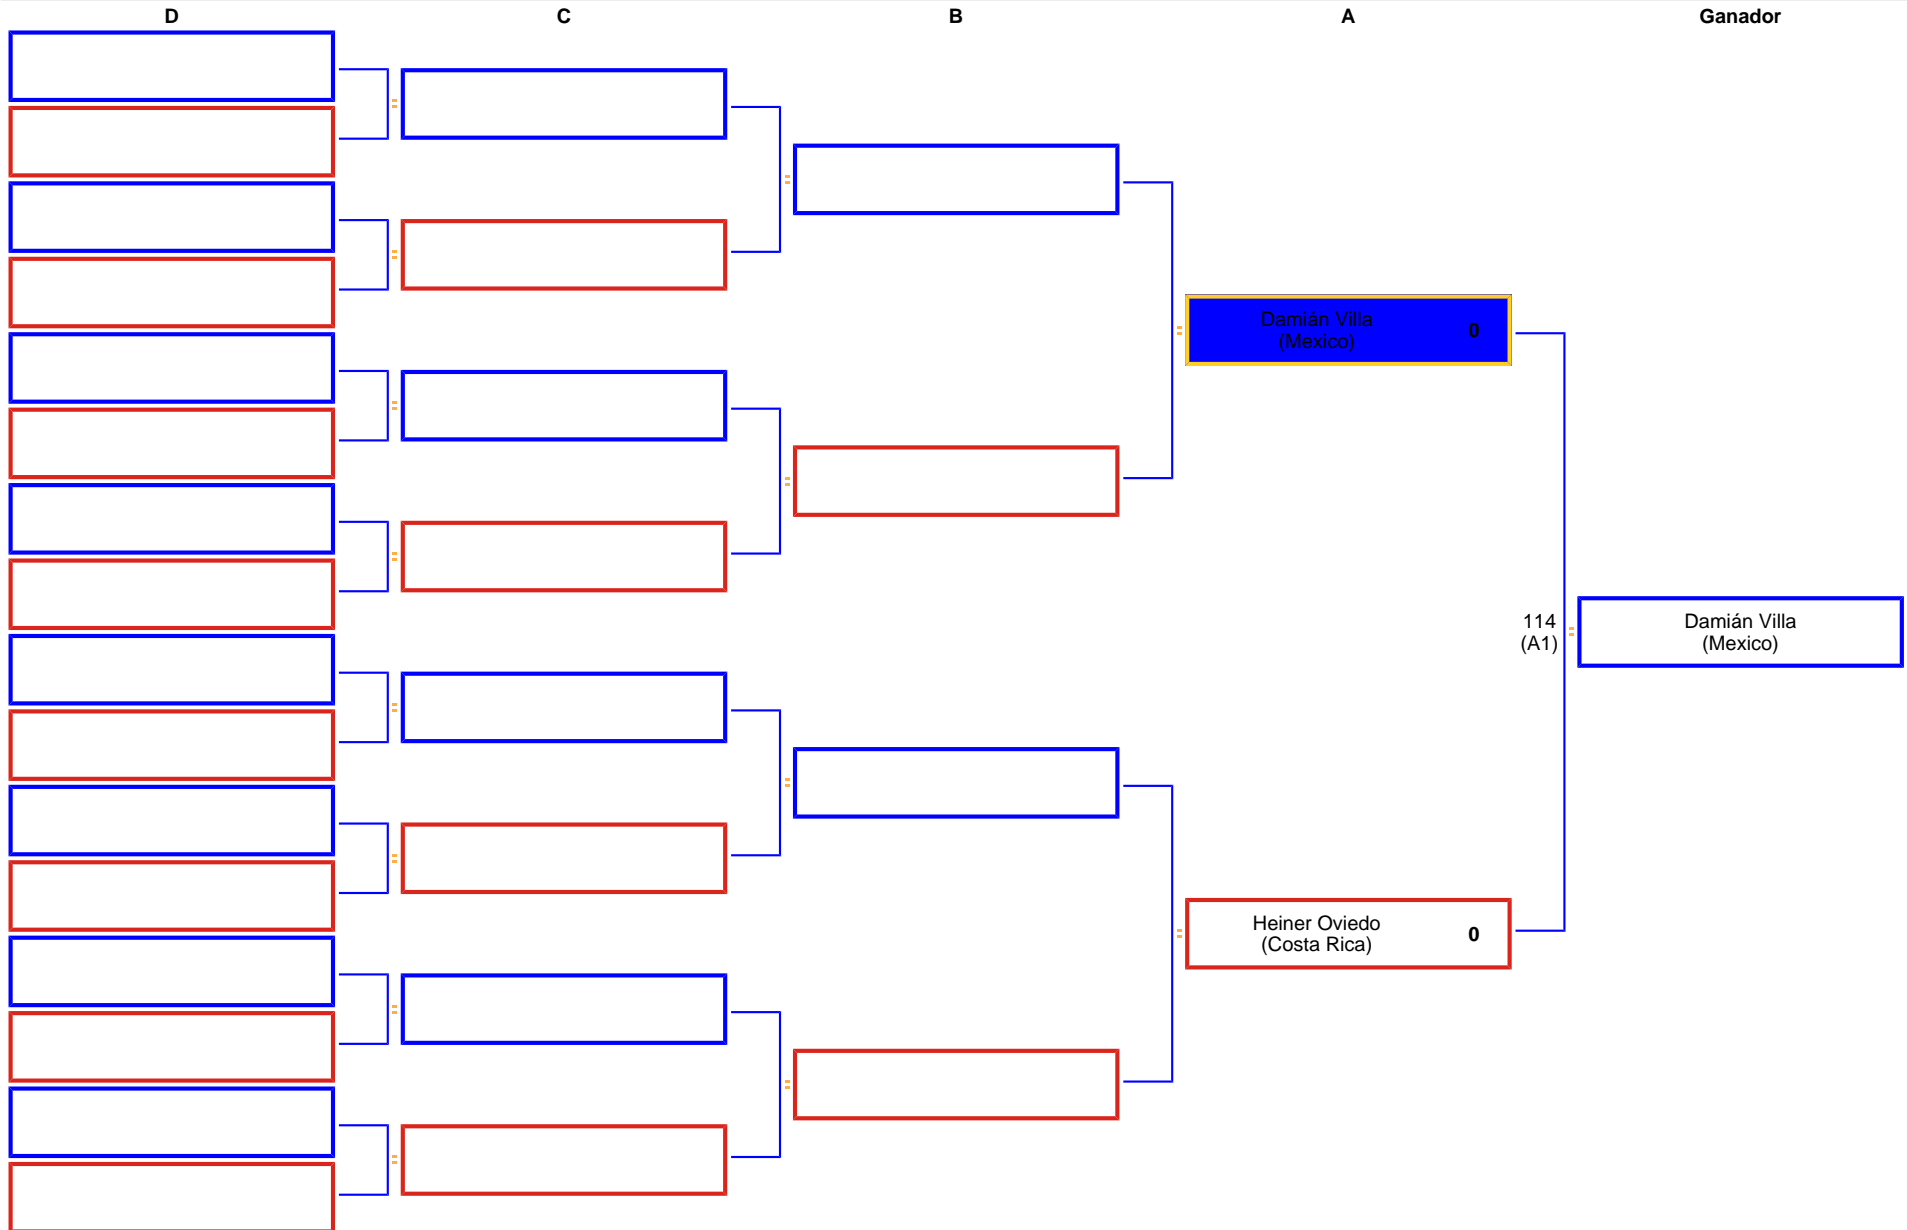 D
C
B
A
Ganador
Damián Villa
(Mexico)
0
114
(A1)
Damián Villa
(Mexico)
Heiner Oviedo
(Costa Rica)
0